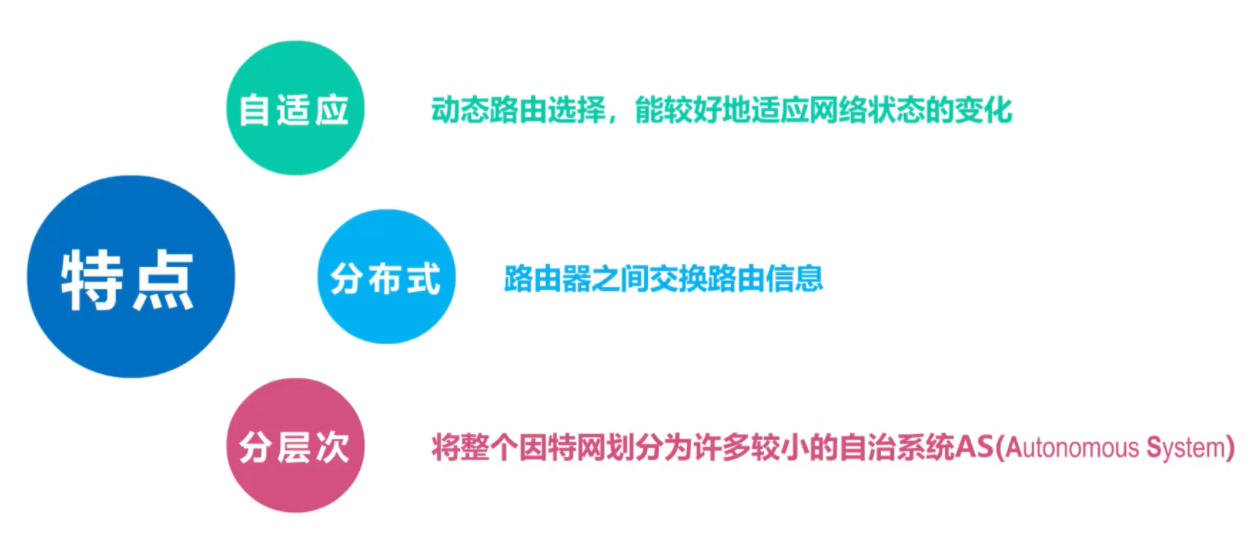 自适应
动态路由选择，能较好地适应网络状态的变化
特点
分布式
路由器之间交换路由信息
分层次
将整个因特网划分为许多较小的自治系统AS(Autonomous System)